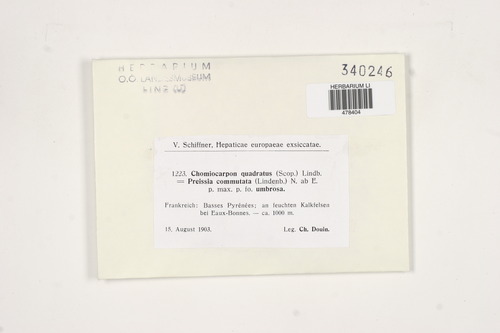 HERBARIUM
O.Ö. LANDESMUSEUM
LINZ
340246
HERBARIUM LI
478404
V. Schiffner, Hepaticae europaeae exsiccatae.
1223. Chomiocarpon quadratus (Scop.) Lindb.
= Preissia commutata (Lindenb.) N. ab E.
p. max. p. fo. umbrosa.
Frankreich: Basses Pyrénées; an feuchten Kalkfelsen
bei Eaux-Bonnes. — ca. 1000 m.
15. August 1903. Leg. Ch. Douin.